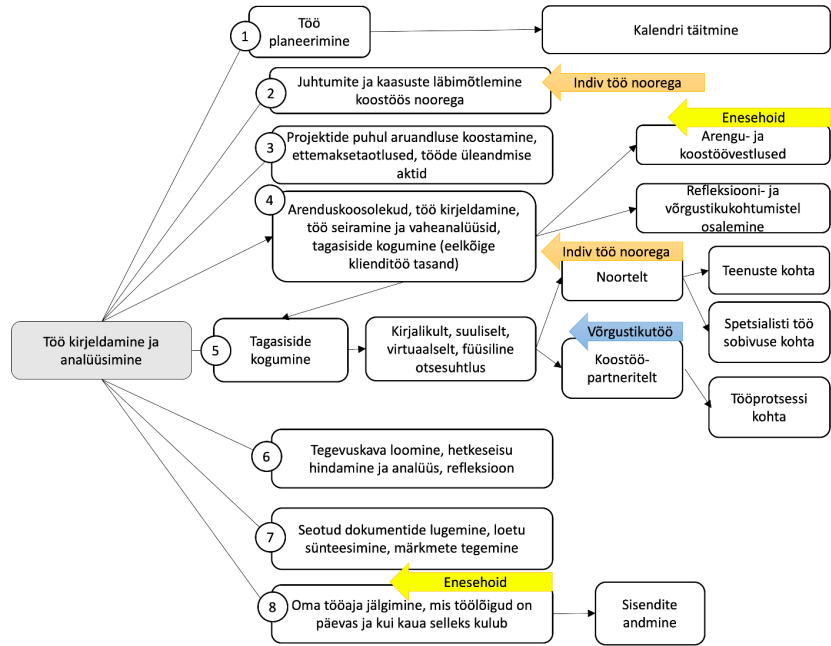 1
Töö
planeerimine
Kalendri täitmine
2
Juhtumite ja kaasuste läbimõtlemine
koostöös noorega
Indiv töö noorega
3
Projektide puhul aruandluse koostamine,
ettemaksetaotlused, tööde üleandmise
aktid
Enesehoid
Arengu- ja
koostöövestlused
4
Arenduskoosolekud, töö kirjeldamine,
töö seiramine ja vaheanalüüsid,
tagasiside kogumine (eelkõige
klienditöö tasand)
Refleksiooni- ja
võrgustikukohtumistel
osalemine
Töö kirjeldamine ja
analüüsimine
5
Tagasiside
kogumine
Kirjalikult, suuliselt,
virtuaalselt, füüsiline
otsesuhtlus
Indiv töö noorega
Noortelt
Teenuste kohta
Spetsialisti töö
sobivuse kohta
Võrgustikutöö
Koostöö-
partneritelt
Tööprotsessi
kohta
6
Tegevuskava loomine, hetkeseisu
hindamine ja analüüs, refleksioon
7
Seotud dokumentide lugemine, loetu
sünteesimine, märkmete tegemine
Enesehoid
8
Oma tööaja jälgimine, mis töölõigud on
päevas ja kui kaua selleks kulub
Sisendite
andmine